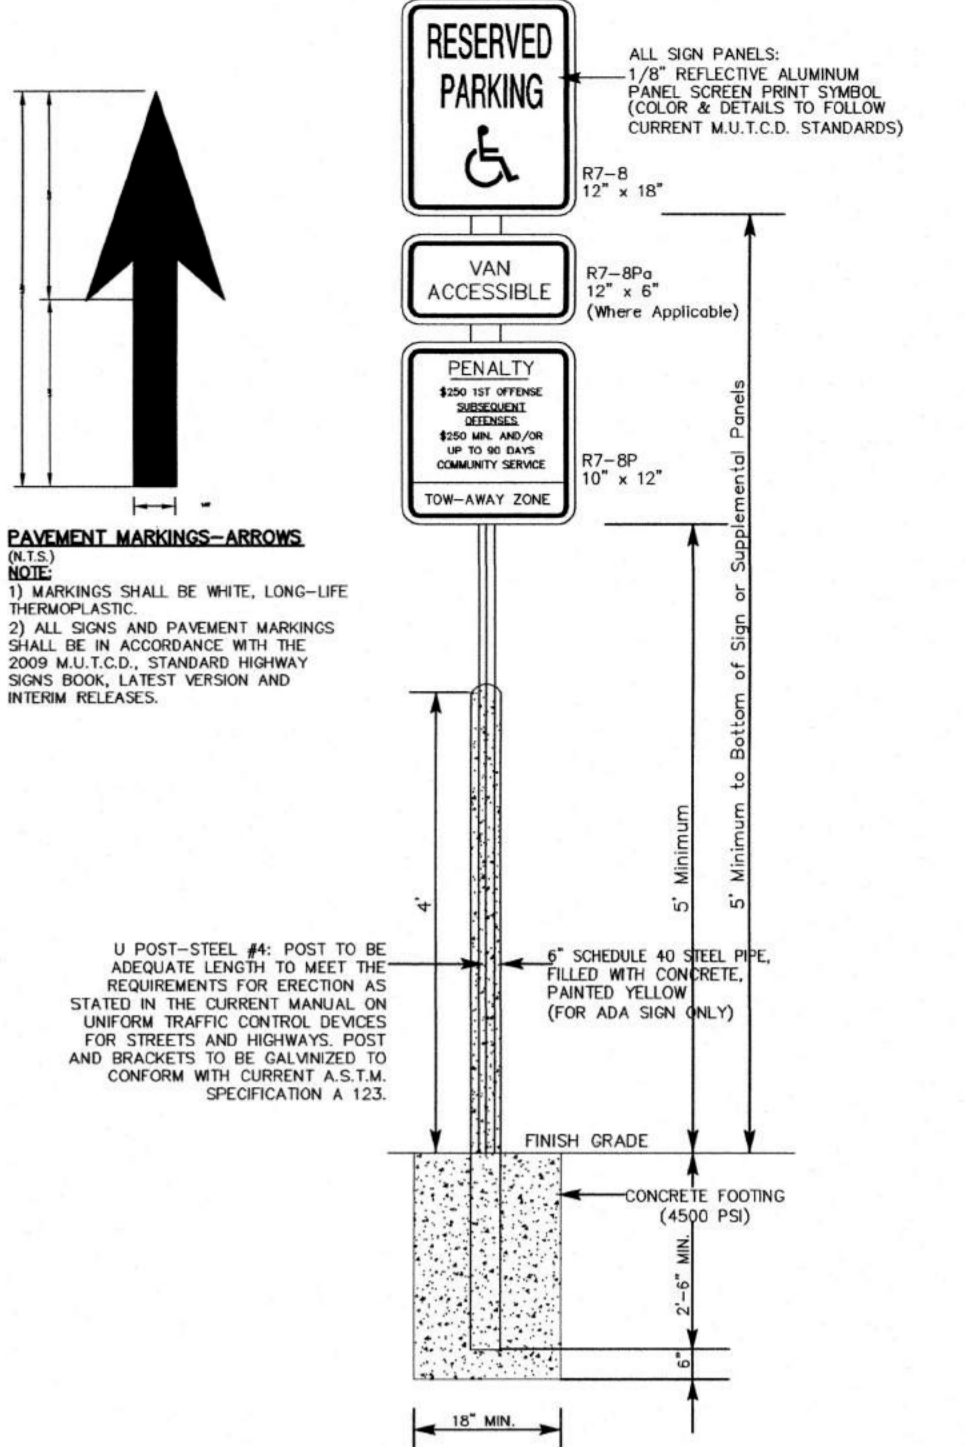 RESERVED
PARKING
ALL SIGN PANELS:
1/8" REFLECTIVE ALUMINUM
PANEL SCREEN PRINT SYMBOL
(COLOR & DETAILS TO FOLLOW
CURRENT M.U.T.C.D. STANDARDS)
R7-8
12" x 18"
VAN
ACCESSIBLE
R7-8Pa
12" x 6"
(Where Applicable)
PENALTY
$250 1ST OFFENSE
SUBSEQUENT
OFFENSES
$250 MIN. AND/OR
UP TO 90 DAYS
COMMUNITY SERVICE
TOW-AWAY ZONE
R7-8P
10" x 12"
PAVEMENT MARKINGS-ARROWS
(N.T.S.)
NOTE:
1) MARKINGS SHALL BE WHITE, LONG-LIFE
THERMOPLASTIC.
2) ALL SIGNS AND PAVEMENT MARKINGS
SHALL BE IN ACCORDANCE WITH THE
2009 M.U.T.C.D., STANDARD HIGHWAY
SIGNS BOOK, LATEST VERSION AND
INTERIM RELEASES.
5' Minimum to Bottom of Sign or Supplemental Panels
5' Minimum
4'
U POST-STEEL #4: POST TO BE
ADEQUATE LENGTH TO MEET THE
REQUIREMENTS FOR ERECTION AS
STATED IN THE CURRENT MANUAL ON
UNIFORM TRAFFIC CONTROL DEVICES
FOR STREETS AND HIGHWAYS. POST
AND BRACKETS TO BE GALVINIZED TO
CONFORM WITH CURRENT A.S.T.M.
SPECIFICATION A 123.
6" SCHEDULE 40 STEEL PIPE,
FILLED WITH CONCRETE,
PAINTED YELLOW
(FOR ADA SIGN ONLY)
FINISH GRADE
CONCRETE FOOTING
(4500 PSI)
2'-6" MIN.
6"
18" MIN.